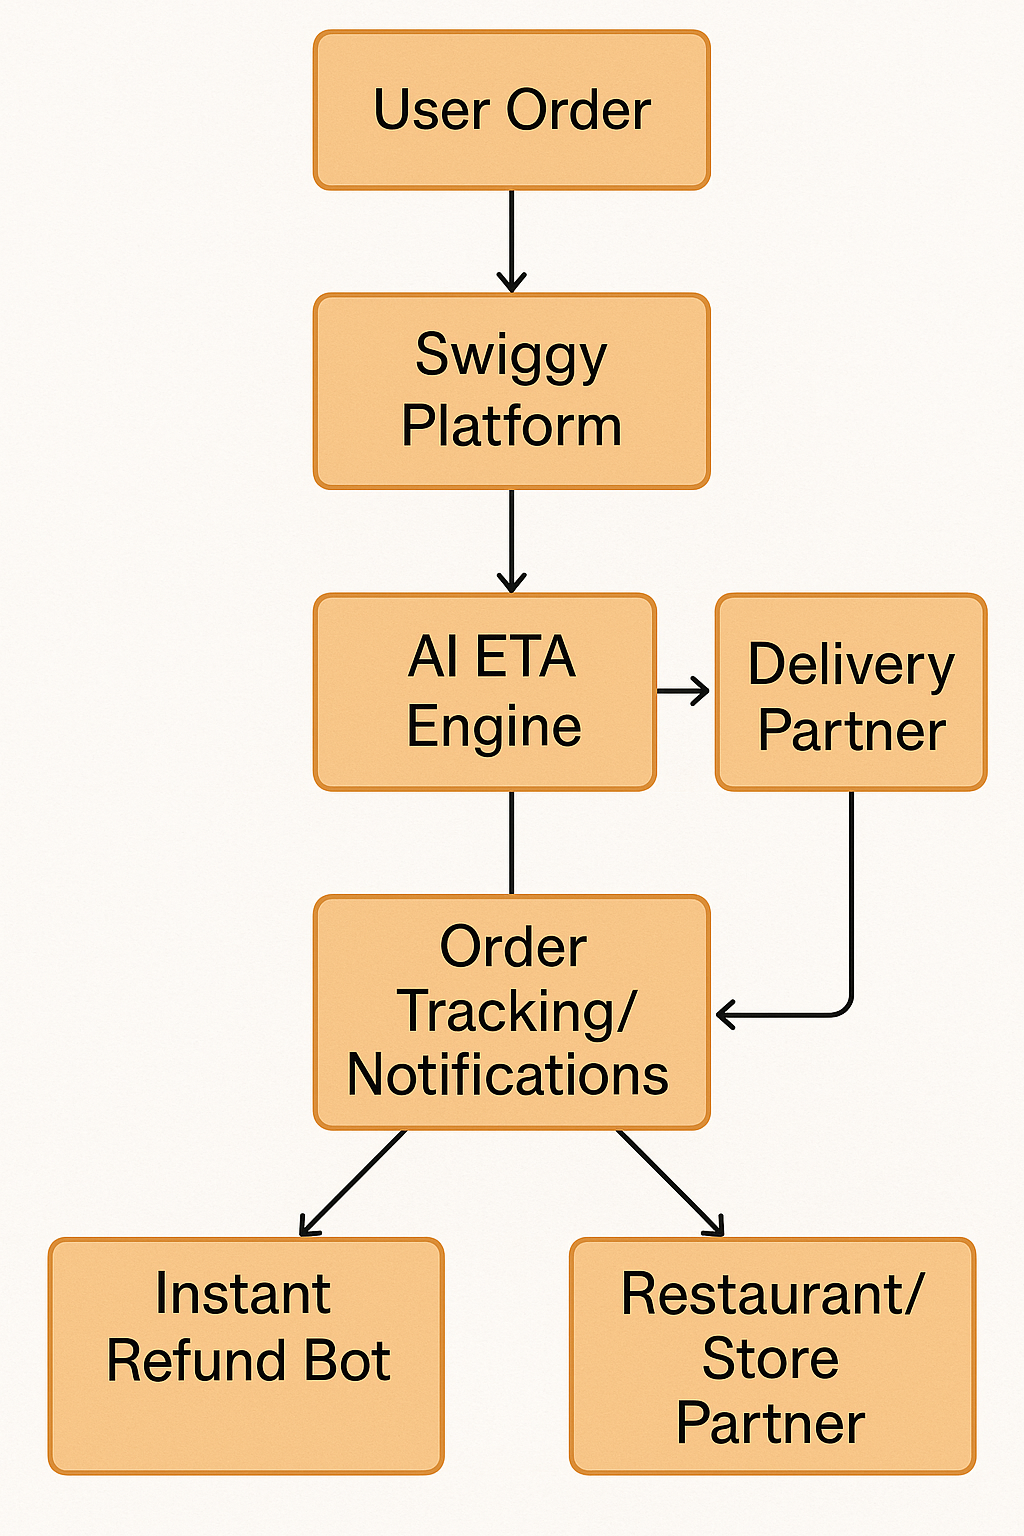 User Order
Swiggy
Platform
AI ETA
Engine
Delivery
Partner
Order
Tracking/
Notifications
Instant
Refund Bot
Restaurant/
Store
Partner